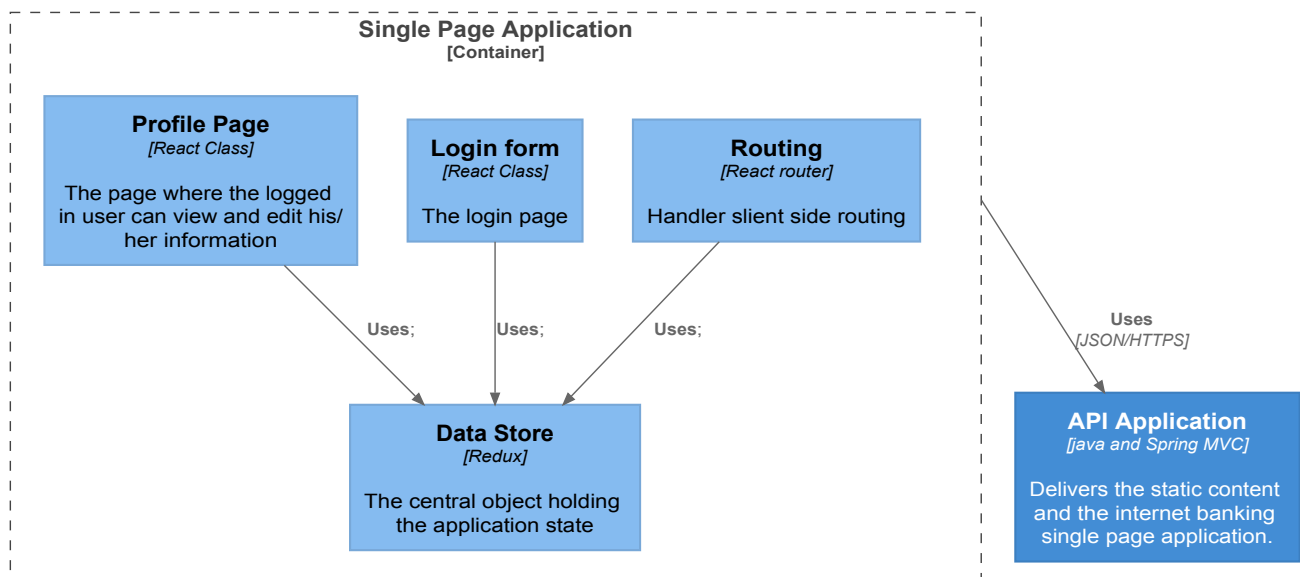 Single Page Application
[Container]
Profile Page
[React Class]
The page where the logged
in user can view and edit his/
her information
Login form
[React Class]
The login page
Routing
[React router]
Handler slient side routing
Uses;
Uses;
Uses;
Uses
[JSON/HTTPS]
Data Store
[Redux]
The central object holding
the application state
API Application
[java and Spring MVC]
Delivers the static content
and the internet banking
single page application.